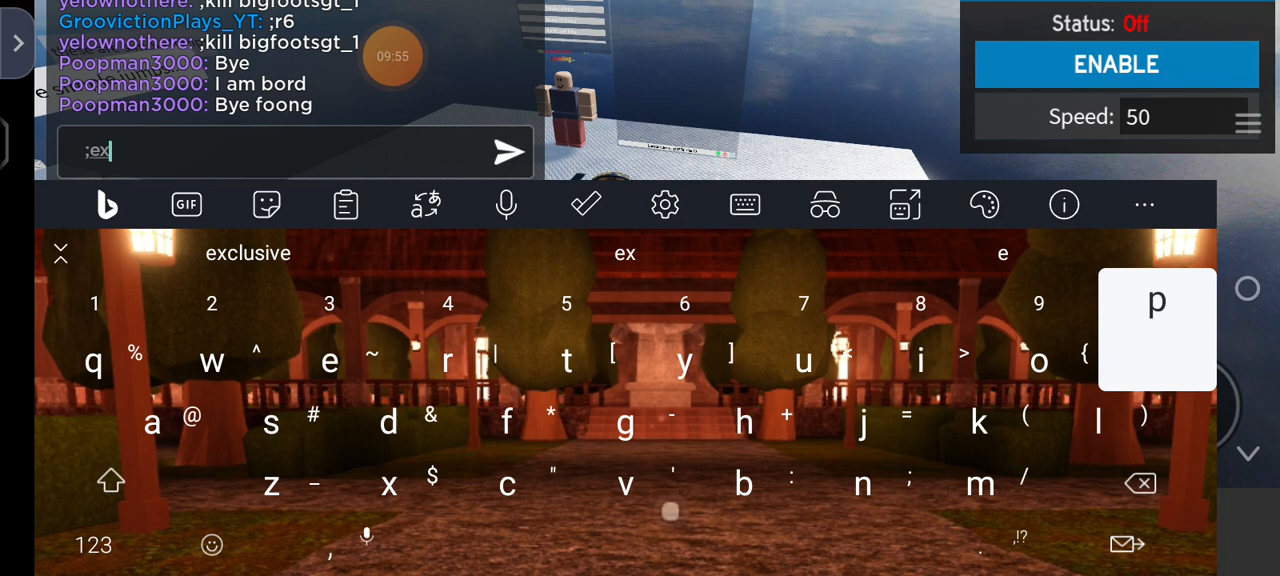 yelownothere: ;kill bigfootsgt_1
GroovictionPlays_YT: ;r6
yelownothere: ;kill bigfootsgt_1
Poopman3000: Bye
Poopman3000: I am bord
Poopman3000: Bye foong
09:55
;ex
Status: Off
ENABLE
Speed: 50
GIF
exclusive ex e
1 2 3 4 5 6 7 8 9
q % w ^ e ~ r | t [ y ] u < i > o { p
a @ s # d & f * g - h + j = k ( l )
z _ x $ c " v ' b : n ; m /
123 , . ,!?